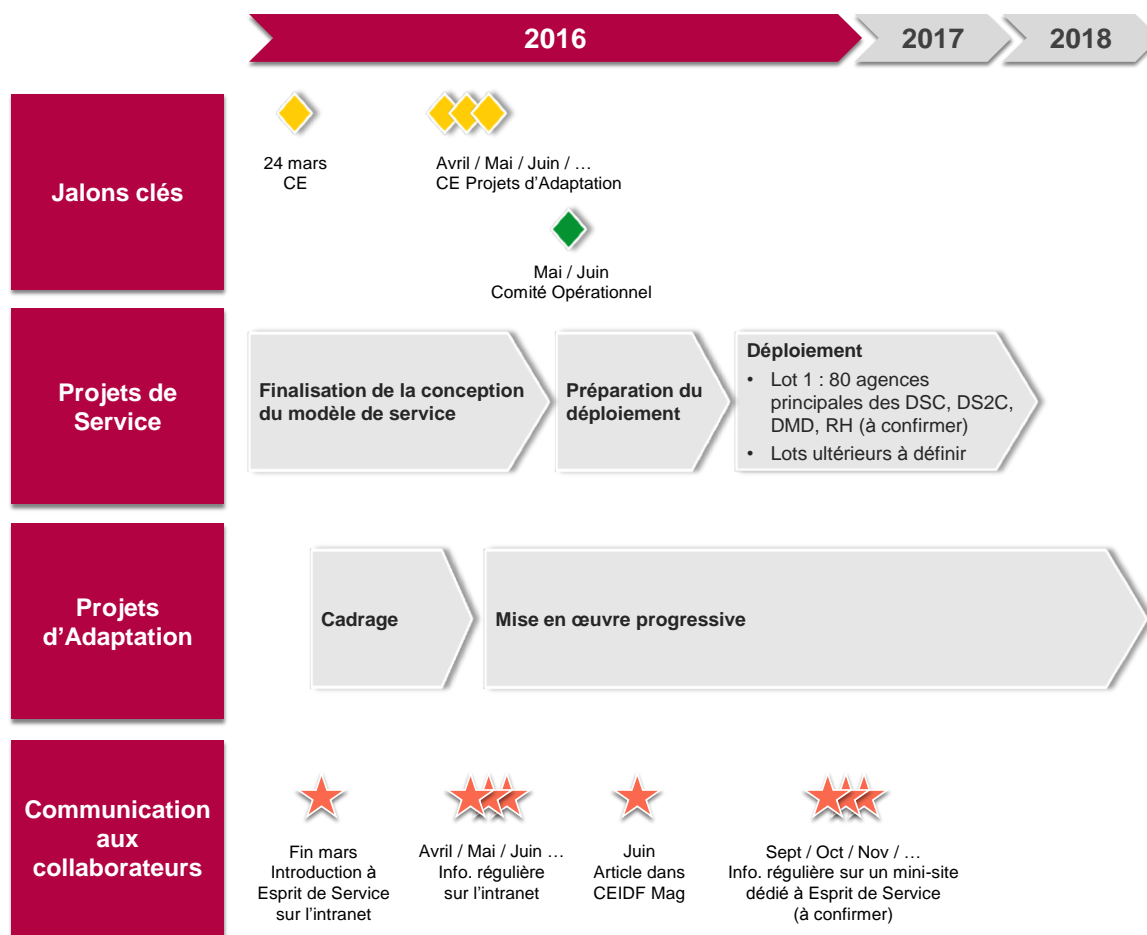 2016
2017
2018
Jalons clés
24 mars
CE
Avril / Mai / Juin / …
CE Projets d’Adaptation
Mai / Juin
Comité Opérationnel
Projets de
Service
Finalisation de la conception
du modèle de service
Préparation du
déploiement
Déploiement
• Lot 1 : 80 agences
principales des DSC, DS2C,
DMD, RH (à confirmer)
• Lots ultérieurs à définir
Projets
d’Adaptation
Cadrage
Mise en œuvre progressive
Communication
aux
collaborateurs
Fin mars
Introduction à
Esprit de Service
sur l’intranet
Avril / Mai / Juin …
Info. régulière
sur l’intranet
Juin
Article dans
CEIDF Mag
Sept / Oct / Nov / …
Info. régulière sur un mini-site
dédié à Esprit de Service
(à confirmer)